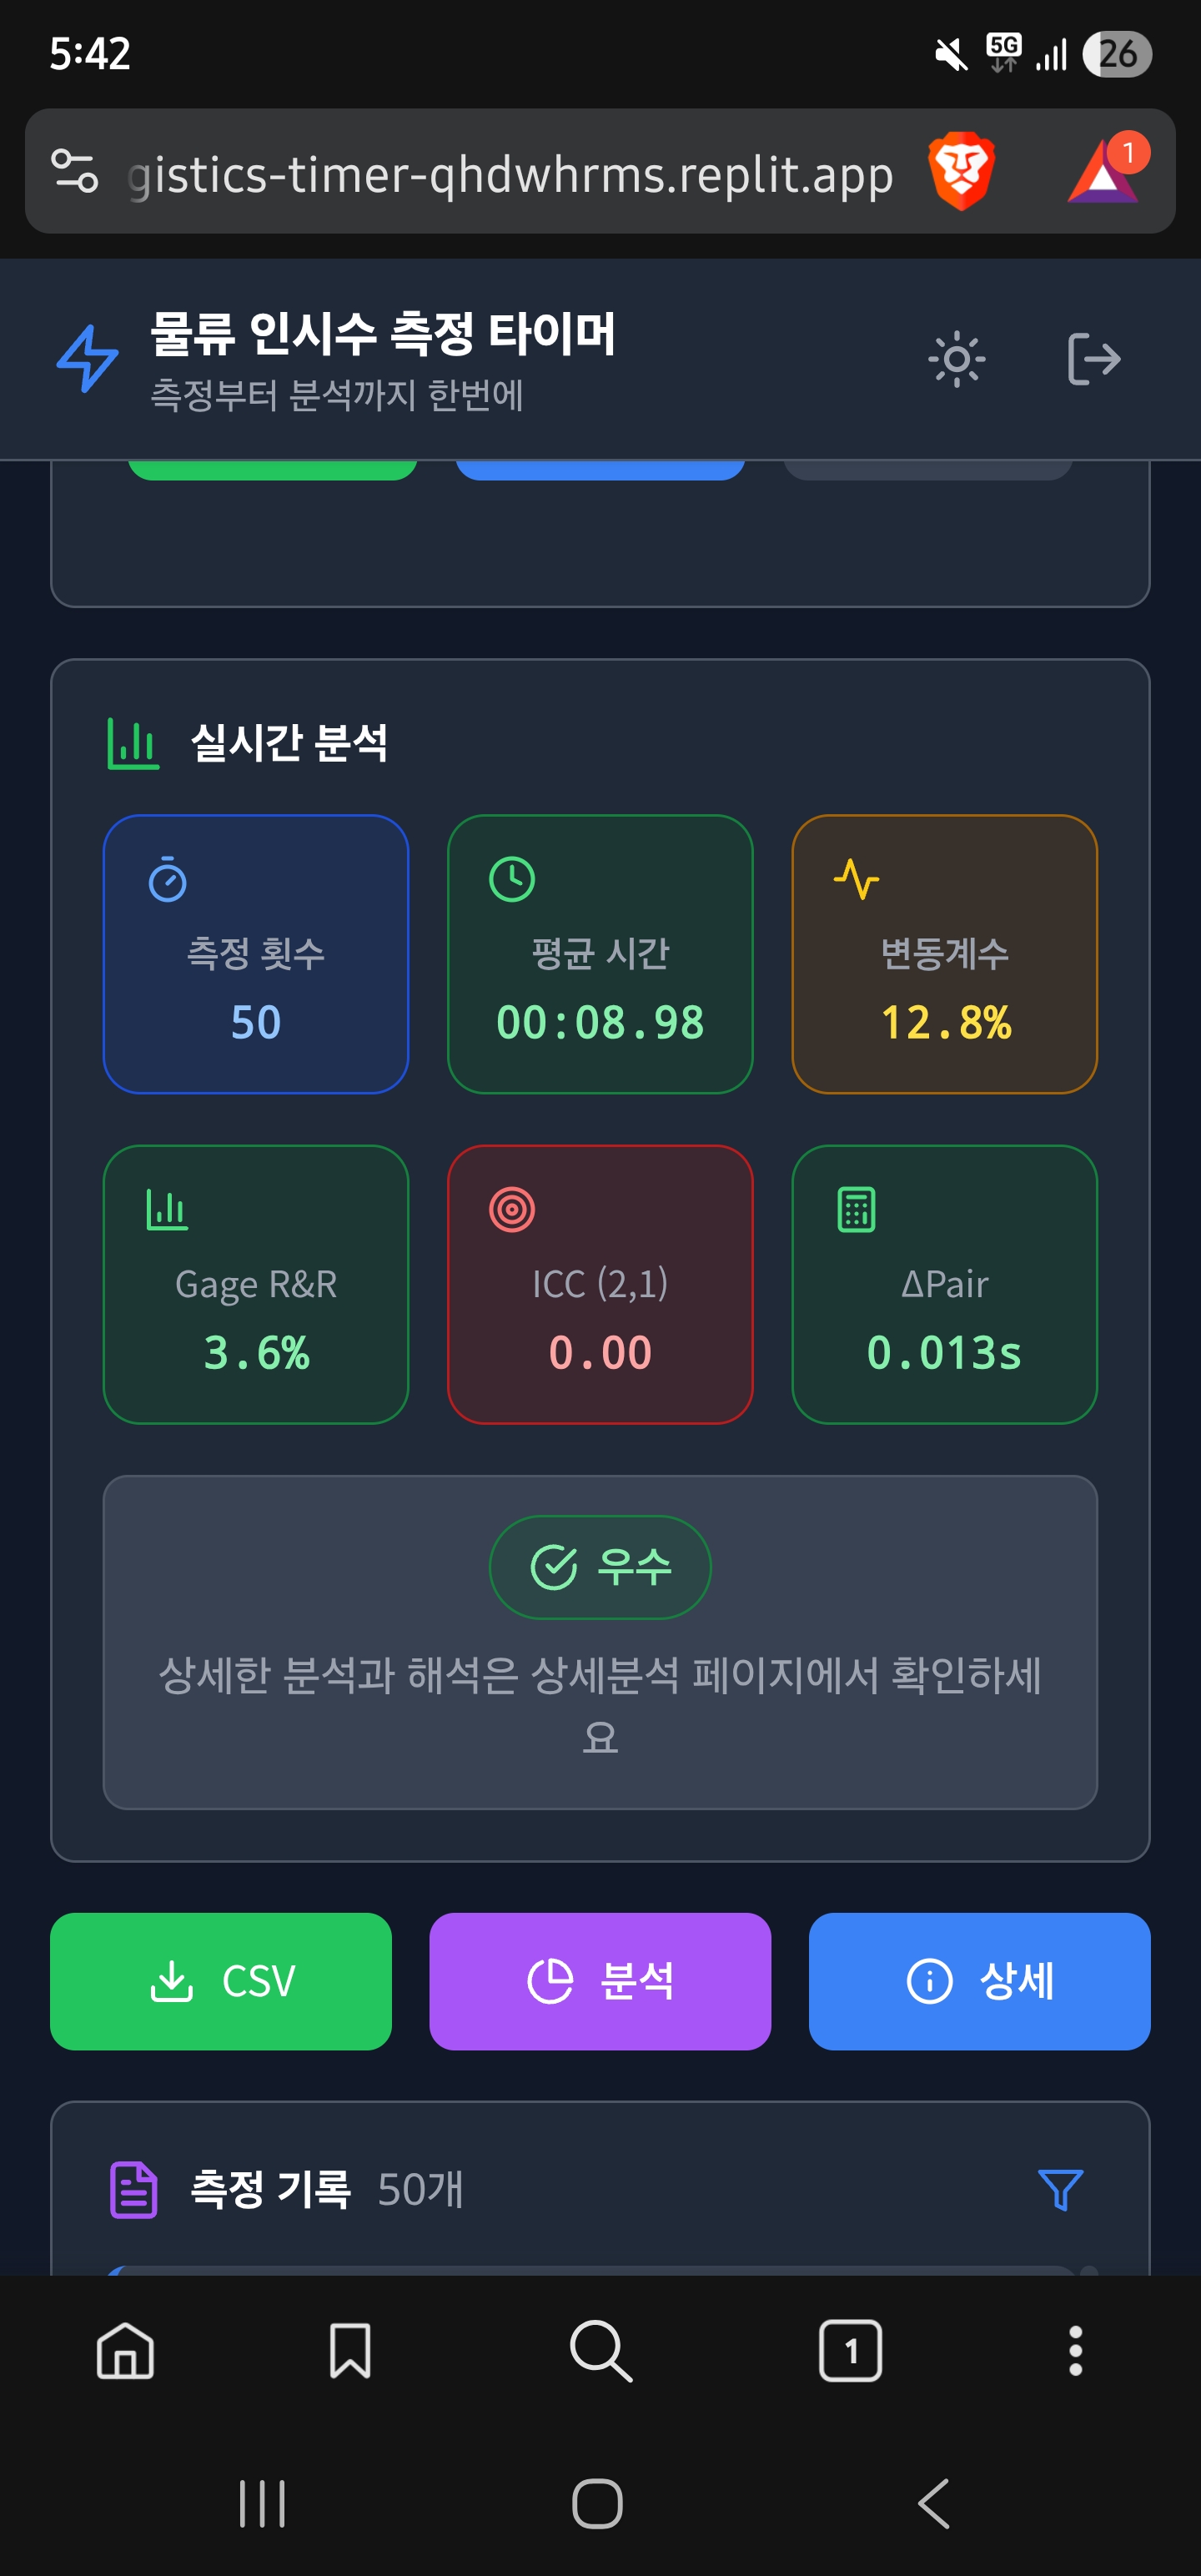 5:42
5G
26
gistics-timer-qhdwhrms.replit.app
1
물류 인시수 측정 타이머
측정부터 분석까지 한번에
실시간 분석
측정 횟수
50
평균 시간
00:08.98
변동계수
12.8%
Gage R&R
3.6%
ICC (2,1)
0.00
ΔPair
0.013s
우수
상세한 분석과 해석은 상세분석 페이지에서 확인하세
요
CSV
분석
상세
측정 기록 50개
1